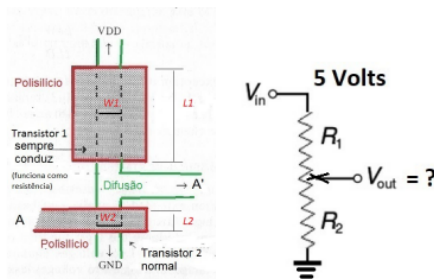 VDD
Polisilício
W1
L1
Transistor 1
sempre
conduz
(funciona como
resistência)
Difusão
→ A'
A
W2
L2
Polisilício
GND
Transistor 2
normal
5 Volts
Vin
R1
Vout = ?
R2